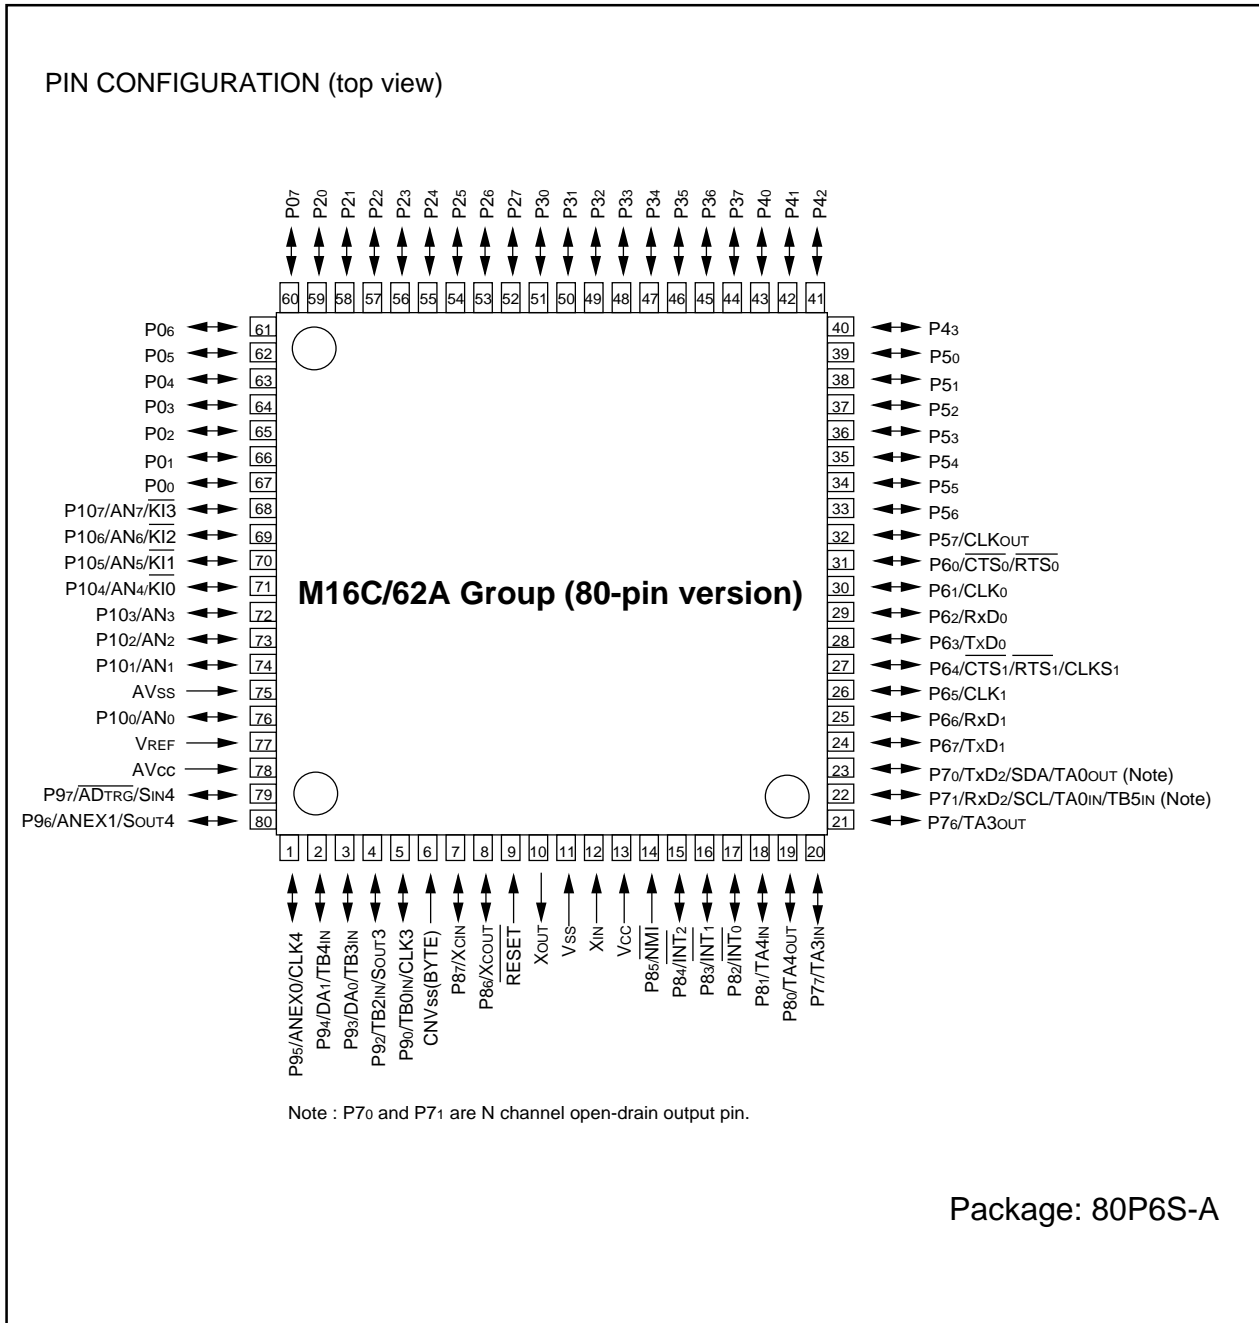 PIN CONFIGURATION (top view)
P07 P20 P21 P22 P23 P24 P25 P26 P27 P30 P31 P32 P33 P34 P35 P36 P37 P40 P41 P42
60 59 58 57 56 55 54 53 52 51 50 49 48 47 46 45 44 43 42 41
P06 61
P05 62
P04 63
P03 64
P02 65
P01 66
P00 67
P107/AN7/KI3 68
P106/AN6/KI2 69
P105/AN5/KI1 70
P104/AN4/KI0 71
P103/AN3 72
P102/AN2 73
P101/AN1 74
AVSS 75
P100/AN0 76
VREF 77
AVCC 78
P97/ADTRG/SIN4 79
P96/ANEX1/SOUT4 80
M16C/62A Group (80-pin version)
40 P43
39 P50
38 P51
37 P52
36 P53
35 P54
34 P55
33 P56
32 P57/CLKOUT
31 P60/CTS0/RTS0
30 P61/CLK0
29 P62/RxD0
28 P63/TxD0
27 P64/CTS1/RTS1/CLKS1
26 P65/CLK1
25 P66/RxD1
24 P67/TxD1
23 P70/TxD2/SDA/TA0OUT (Note)
22 P71/RxD2/SCL/TA0IN/TB5IN (Note)
21 P76/TA3OUT
1 2 3 4 5 6 7 8 9 10 11 12 13 14 15 16 17 18 19 20
P95/ANEX0/CLK4
P94/DA1/TB4IN
P93/DA0/TB3IN
P92/TB2IN/SOUT3
P90/TB0IN/CLK3
CNVss(BYTE)
P87/XCIN
P86/XCOUT
RESET
XOUT
VSS
XIN
VCC
P85/NMI
P84/INT2
P83/INT1
P82/INT0
P81/TA4IN
P80/TA4OUT
P77/TA3IN
Note : P70 and P71 are N channel open-drain output pin.
Package: 80P6S-A